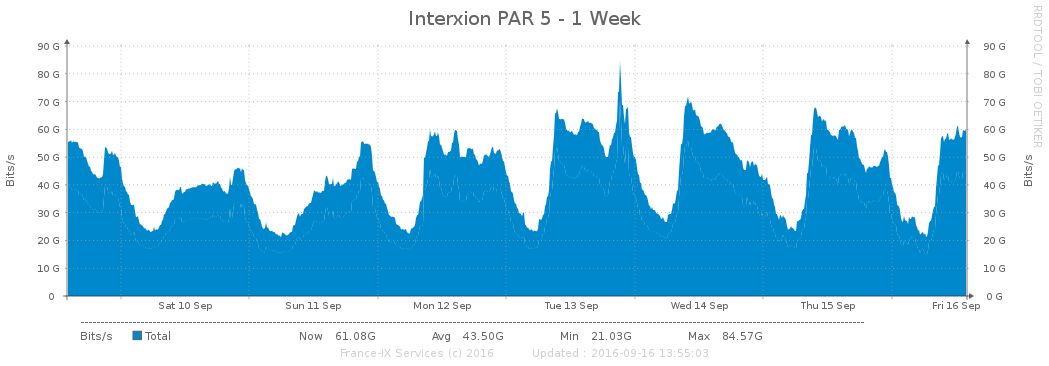 Interxion PAR 5 - 1 Week
RRDTOOL / TOBI OETIKER
Bits/s
90 G 90 G
80 G 80 G
70 G 70 G
60 G 60 G
50 G 50 G
40 G 40 G
30 G 30 G
20 G 20 G
10 G 10 G
0 0 G
Bits/s
Sat 10 Sep Sun 11 Sep Mon 12 Sep Tue 13 Sep Wed 14 Sep Thu 15 Sep Fri 16 Sep
Bits/s Total Now 61.08G Avg 43.50G Min 21.03G Max 84.57G
France-IX Services (c) 2016 Updated : 2016-09-16 13:55:03